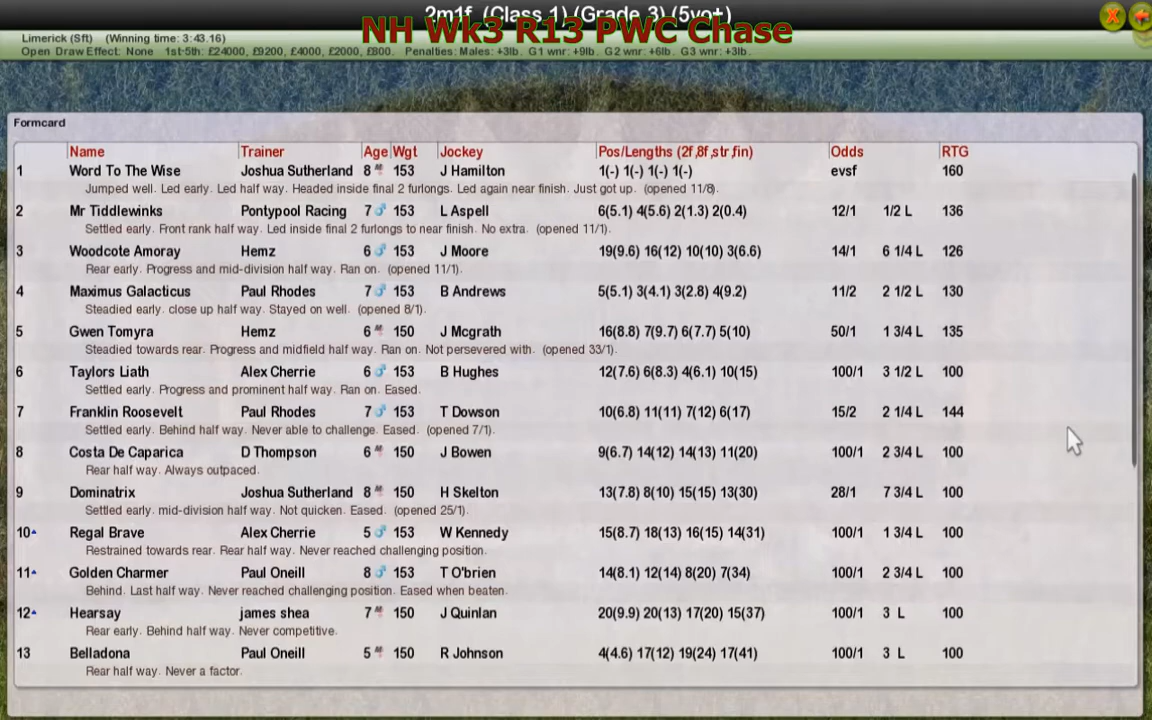 2m1f, (Class 1) (Grade 3) (5yo+)
NH Wk3 R13 PWC Chase
Limerick (Sft) (Winning time: 3:43.16)
Open Draw Effect: None 1st-5th: £24000, £9200, £4000, £2000, £800. Penalties: Males: +3lb. G1 wnr: +9lb. G2 wnr: +6lb. G3 wnr: +3lb.
Formcard
Name Trainer Age Wgt Jockey Pos/Lengths (2f,8f,str,fin) Odds RTG
1 Word To The Wise Joshua Sutherland 8 153 J Hamilton 1(-) 1(-) 1(-) 1(-) evsf 160
Jumped well. Led early. Led half way. Headed inside final 2 furlongs. Led again near finish. Just got up. (opened 11/8).
2 Mr Tiddlewinks Pontypool Racing 7 153 L Aspell 6(5.1) 4(5.6) 2(1.3) 2(0.4) 12/1 1/2 L 136
Settled early. Front rank half way. Led inside final 2 furlongs to near finish. No extra. (opened 11/1).
3 Woodcote Amoray Hemz 6 153 J Moore 19(9.6) 16(12) 10(10) 3(6.6) 14/1 6 1/4 L 126
Rear early. Progress and mid-division half way. Ran on. (opened 11/1).
4 Maximus Galacticus Paul Rhodes 7 153 B Andrews 5(5.1) 3(4.1) 3(2.8) 4(9.2) 11/2 2 1/2 L 130
Steadied early. close up half way. Stayed on well. (opened 8/1).
5 Gwen Tomyra Hemz 6 150 J Mcgrath 16(8.8) 7(9.7) 6(7.7) 5(10) 50/1 1 3/4 L 135
Steadied towards rear. Progress and midfield half way. Ran on. Not persevered with. (opened 33/1).
6 Taylors Liath Alex Cherrie 6 153 B Hughes 12(7.6) 6(8.3) 4(6.1) 10(15) 100/1 3 1/2 L 100
Settled early. Progress and prominent half way. Ran on. Eased.
7 Franklin Roosevelt Paul Rhodes 7 153 T Dowson 10(6.8) 11(11) 7(12) 6(17) 15/2 2 1/4 L 144
Settled early. Behind half way. Never able to challenge. Eased. (opened 7/1).
8 Costa De Caparica D Thompson 6 150 J Bowen 9(6.7) 14(12) 14(13) 11(20) 100/1 2 3/4 L 100
Rear half way. Always outpaced.
9 Dominatrix Joshua Sutherland 8 150 H Skelton 13(7.8) 8(10) 15(15) 13(30) 28/1 7 3/4 L 100
Settled early. mid-division half way. Not quicken. Eased. (opened 25/1).
10 Regal Brave Alex Cherrie 5 153 W Kennedy 15(8.7) 18(13) 16(15) 14(31) 100/1 1 3/4 L 100
Restrained towards rear. Rear half way. Never reached challenging position.
11 Golden Charmer Paul Oneill 8 153 T O'brien 14(8.1) 12(14) 8(20) 7(34) 100/1 2 3/4 L 100
Behind. Last half way. Never reached challenging position. Eased when beaten.
12 Hearsay james shea 7 150 J Quinlan 20(9.9) 20(13) 17(20) 15(37) 100/1 3 L 100
Rear early. Behind half way. Never competitive.
13 Belladona Paul Oneill 5 150 R Johnson 4(4.6) 17(12) 19(24) 17(41) 100/1 3 L 100
Rear half way. Never a factor.